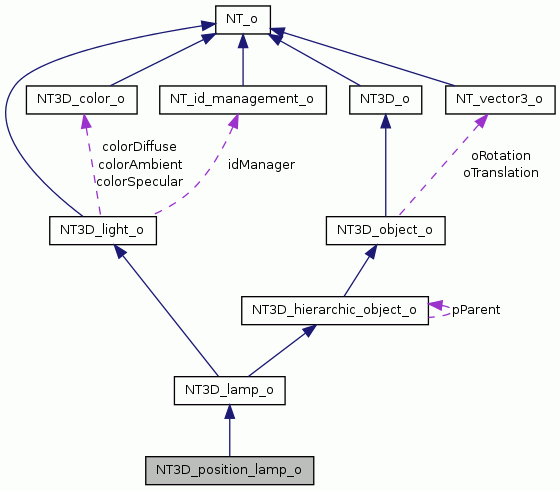 NT_o
NT3D_color_o
NT_id_management_o
NT3D_o
NT_vector3_o
colorDiffuse
colorAmbient
colorSpecular
idManager
oRotation
oTranslation
NT3D_light_o
NT3D_object_o
NT3D_hierarchic_object_o
pParent
NT3D_lamp_o
NT3D_position_lamp_o